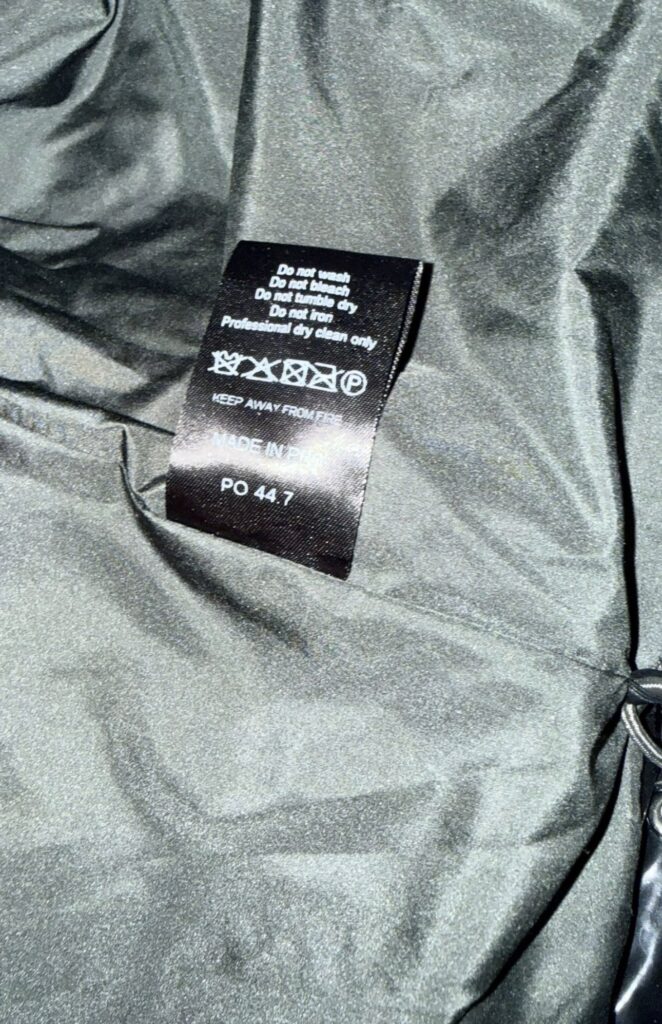 Do not wash
Do not bleach
Do not tumble dry
Do not iron
Professional dry clean only
P
KEEP AWAY FROM FIRE
MADE IN
PO 44.7